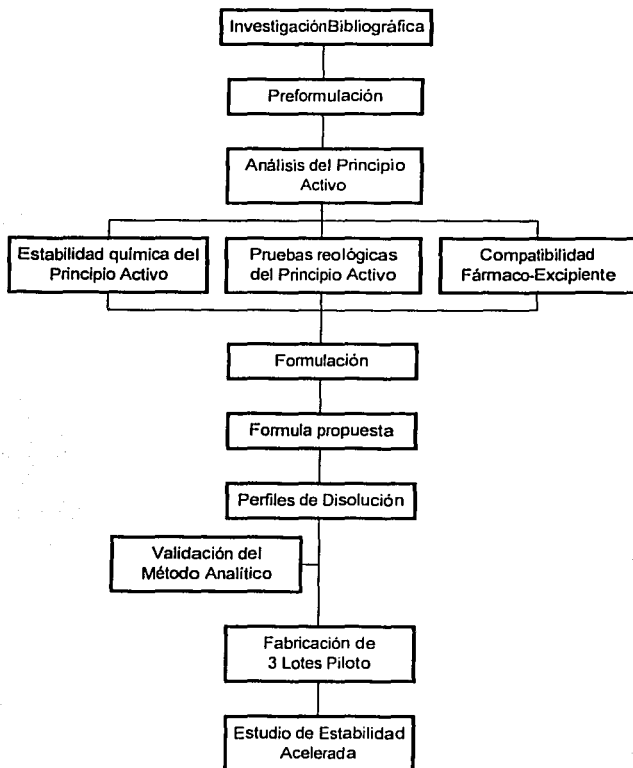 InvestigaciónBibliográfica
Preformulación
Análisis del Principio
Activo
Estabilidad química del
Principio Activo
Pruebas reológicas
del Principio Activo
Compatibilidad
Fármaco-Excipiente
Formulación
Formula propuesta
Perfiles de Disolución
Validación del
Método Analítico
Fabricación de
3 Lotes Piloto
Estudio de Estabilidad
Acelerada